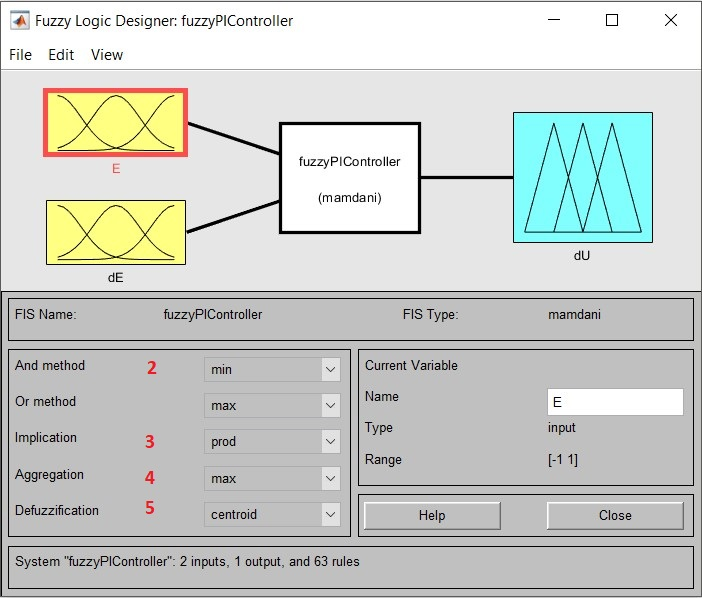 Fuzzy Logic Designer: fuzzyPIController
File Edit View
E
dE
fuzzyPIController
(mamdani)
dU
FIS Name: fuzzyPIController FIS Type: mamdani
And method 2 min
Or method max
Implication 3 prod
Aggregation 4 max
Defuzzification 5 centroid
Current Variable
Name E
Type input
Range [-1 1]
Help Close
System "fuzzyPIController": 2 inputs, 1 output, and 63 rules